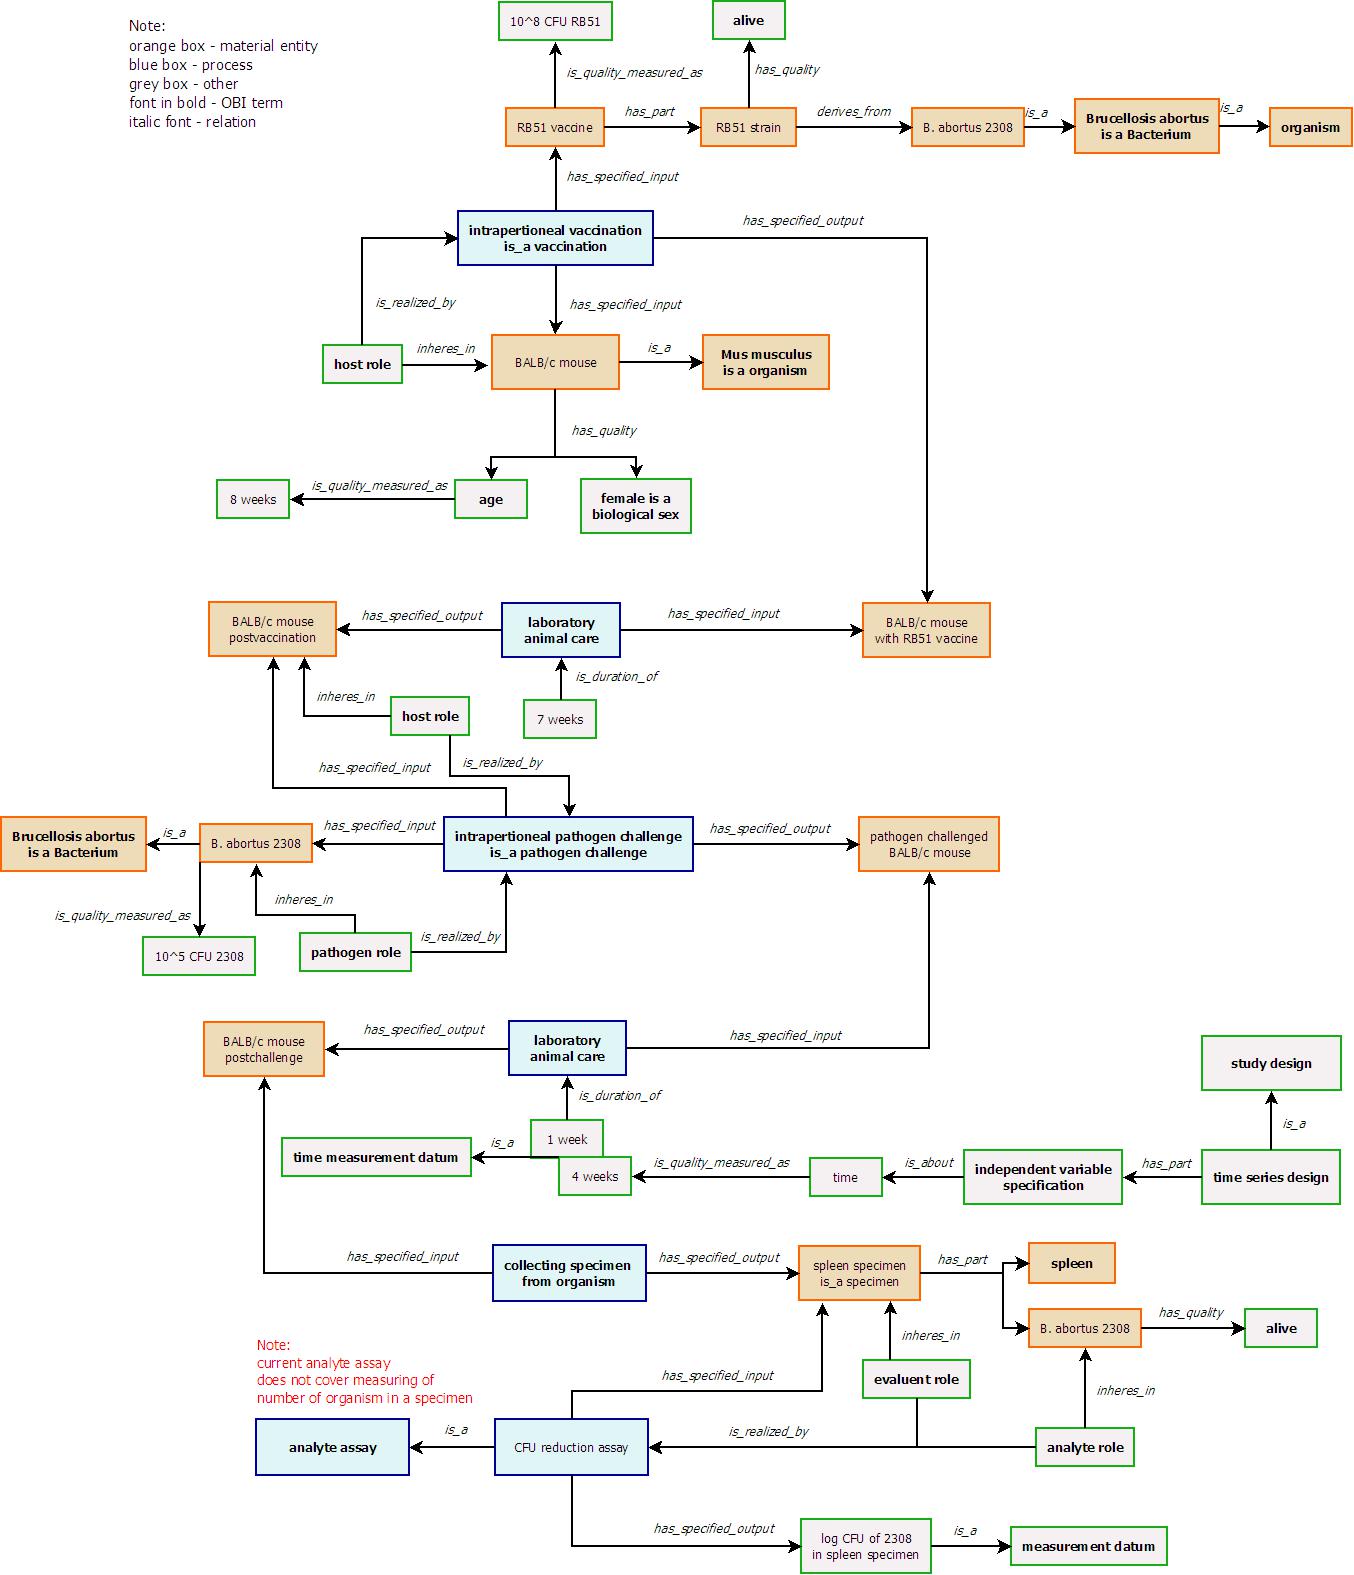 Note:
orange box - material entity
blue box - process
grey box - other
font in bold - OBI term
italic font - relation
10^8 CFU RB51
alive
is_quality_measured_as
has_quality
RB51 vaccine
has_part
RB51 strain
derives_from
B. abortus 2308
is_a
Brucellosis abortus
is a Bacterium
is_a
organism
has_specified_input
intrapertioneal vaccination
is_a vaccination
has_specified_output
is_realized_by
has_specified_input
host role
inheres_in
BALB/c mouse
is_a
Mus musculus
is a organism
has_quality
8 weeks
is_quality_measured_as
age
female is a
biological sex
BALB/c mouse
postvaccination
has_specified_output
laboratory
animal care
has_specified_input
BALB/c mouse
with RB51 vaccine
is_duration_of
7 weeks
inheres_in
host role
has_specified_input
is_realized_by
Brucellosis abortus
is a Bacterium
is_a
B. abortus 2308
has_specified_input
intrapertioneal pathogen challenge
is_a pathogen challenge
has_specified_output
pathogen challenged
BALB/c mouse
is_quality_measured_as
inheres_in
10^5 CFU 2308
pathogen role
is_realized_by
BALB/c mouse
postchallenge
has_specified_output
laboratory
animal care
has_specified_input
study design
is_duration_of
is_a
time measurement datum
is_a
1 week
4 weeks
is_quality_measured_as
time
is_about
independent variable
specification
has_part
time series design
has_specified_input
collecting specimen
from organism
has_specified_output
spleen specimen
is_a specimen
has_part
spleen
B. abortus 2308
has_quality
alive
Note:
current analyte assay
does not cover measuring of
number of organism in a specimen
has_specified_input
inheres_in
evaluent role
inheres_in
analyte assay
is_a
CFU reduction assay
is_realized_by
analyte role
has_specified_output
log CFU of 2308
in spleen specimen
is_a
measurement datum